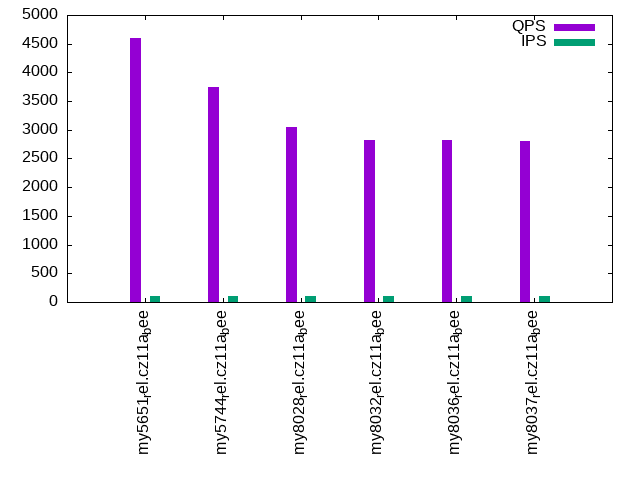 5000
4500
4000
3500
3000
2500
2000
1500
1000
500
0
QPS
IPS
my5651rel.cz11abee
my5744rel.cz11abee
my8028rel.cz11abee
my8032rel.cz11abee
my8036rel.cz11abee
my8037rel.cz11abee